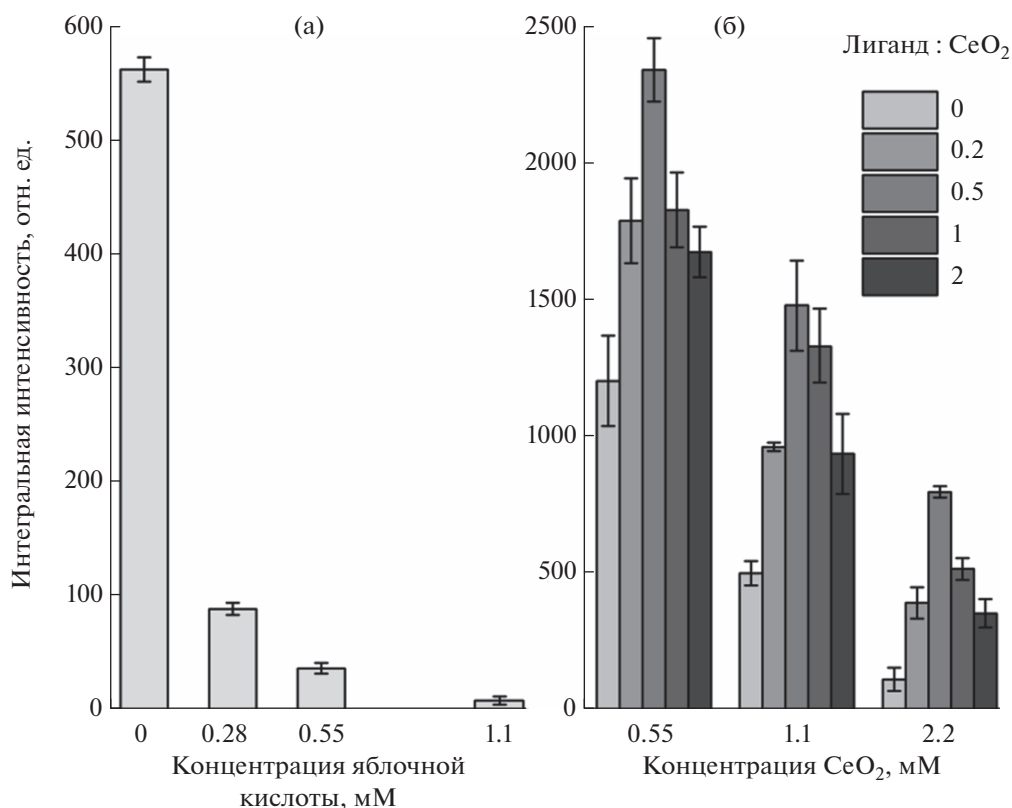 (а)
600
500
400
300
200
100
0
0 0.28 0.55 1.1
Концентрация яблочной
кислоты, мМ
Интегральная интенсивность, отн. ед.
(б)
2500
2000
1500
1000
500
0
0.55 1.1 2.2
Концентрация CeO₂, мМ
Лиганд : CeO₂
0
0.2
0.5
1
2